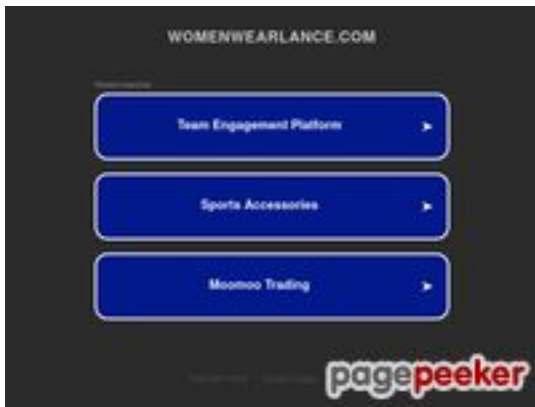 WOMENWEARLANCE.COM
Team Engagement Platform
Sports Accessories
Moomoo Trading
pagepeeker